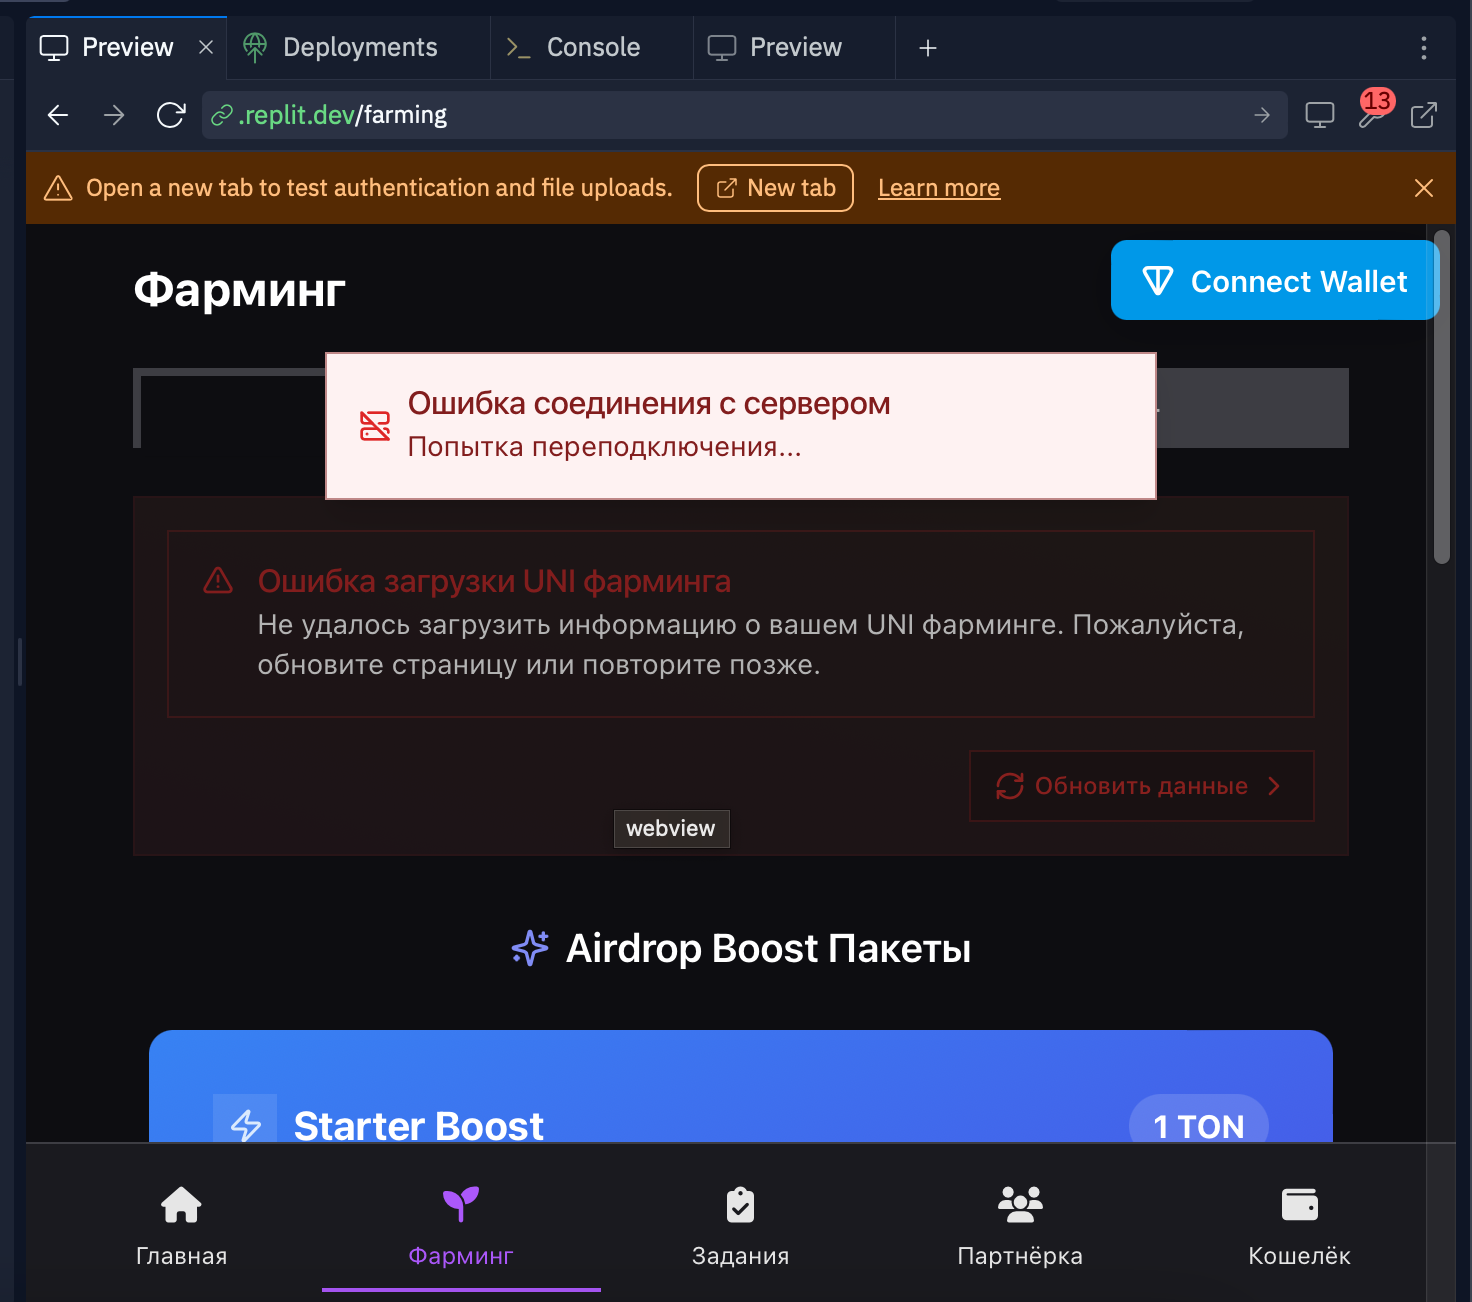 Preview
Deployments
Console
Preview
.replit.dev/farming
13
Open a new tab to test authentication and file uploads.
New tab
Learn more
Фарминг
Connect Wallet
Ошибка соединения с сервером
Попытка переподключения...
Ошибка загрузки UNI фарминга
Не удалось загрузить информацию о вашем UNI фарминге. Пожалуйста,
обновите страницу или повторите позже.
Обновить данные
webview
Airdrop Boost Пакеты
Starter Boost
1 TON
Главная
Фарминг
Задания
Партнёрка
Кошелёк